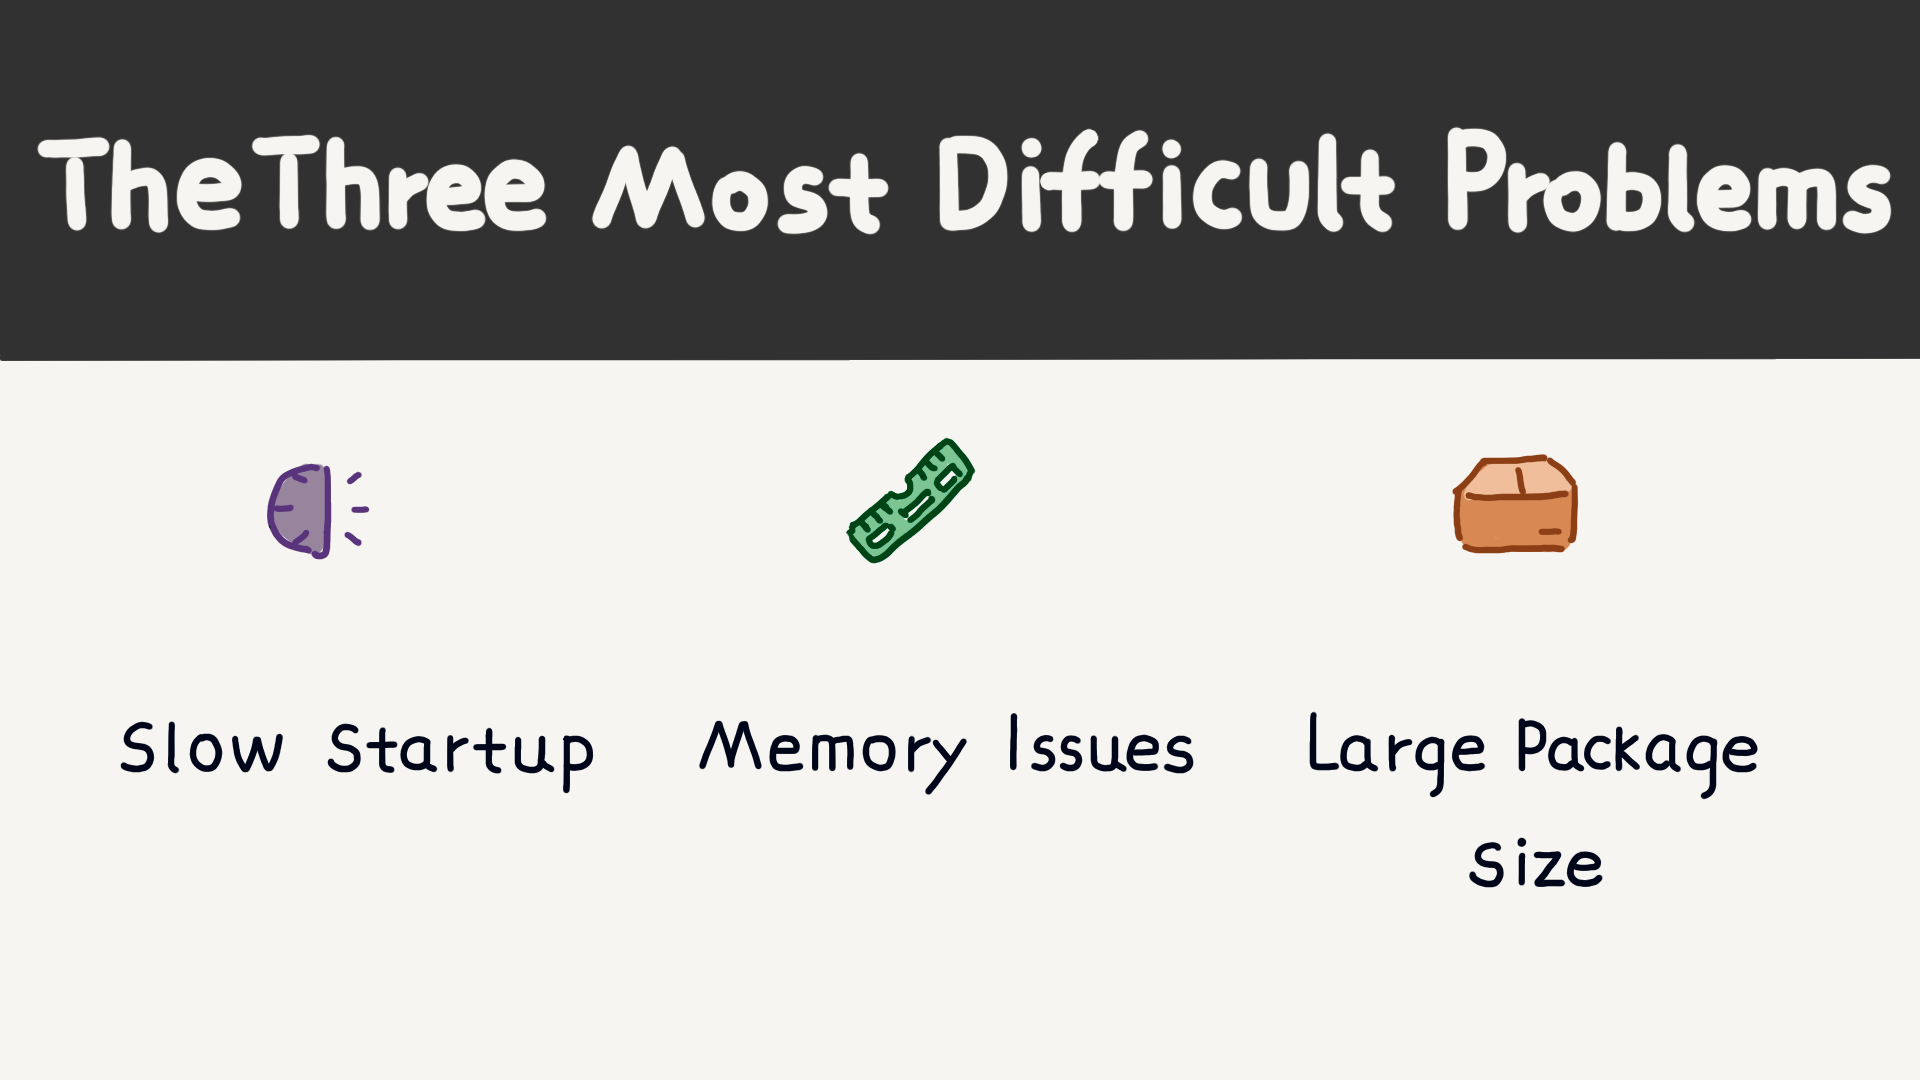 The Three Most Difficult Problems
Slow Startup
Memory Issues
Large Package
Size